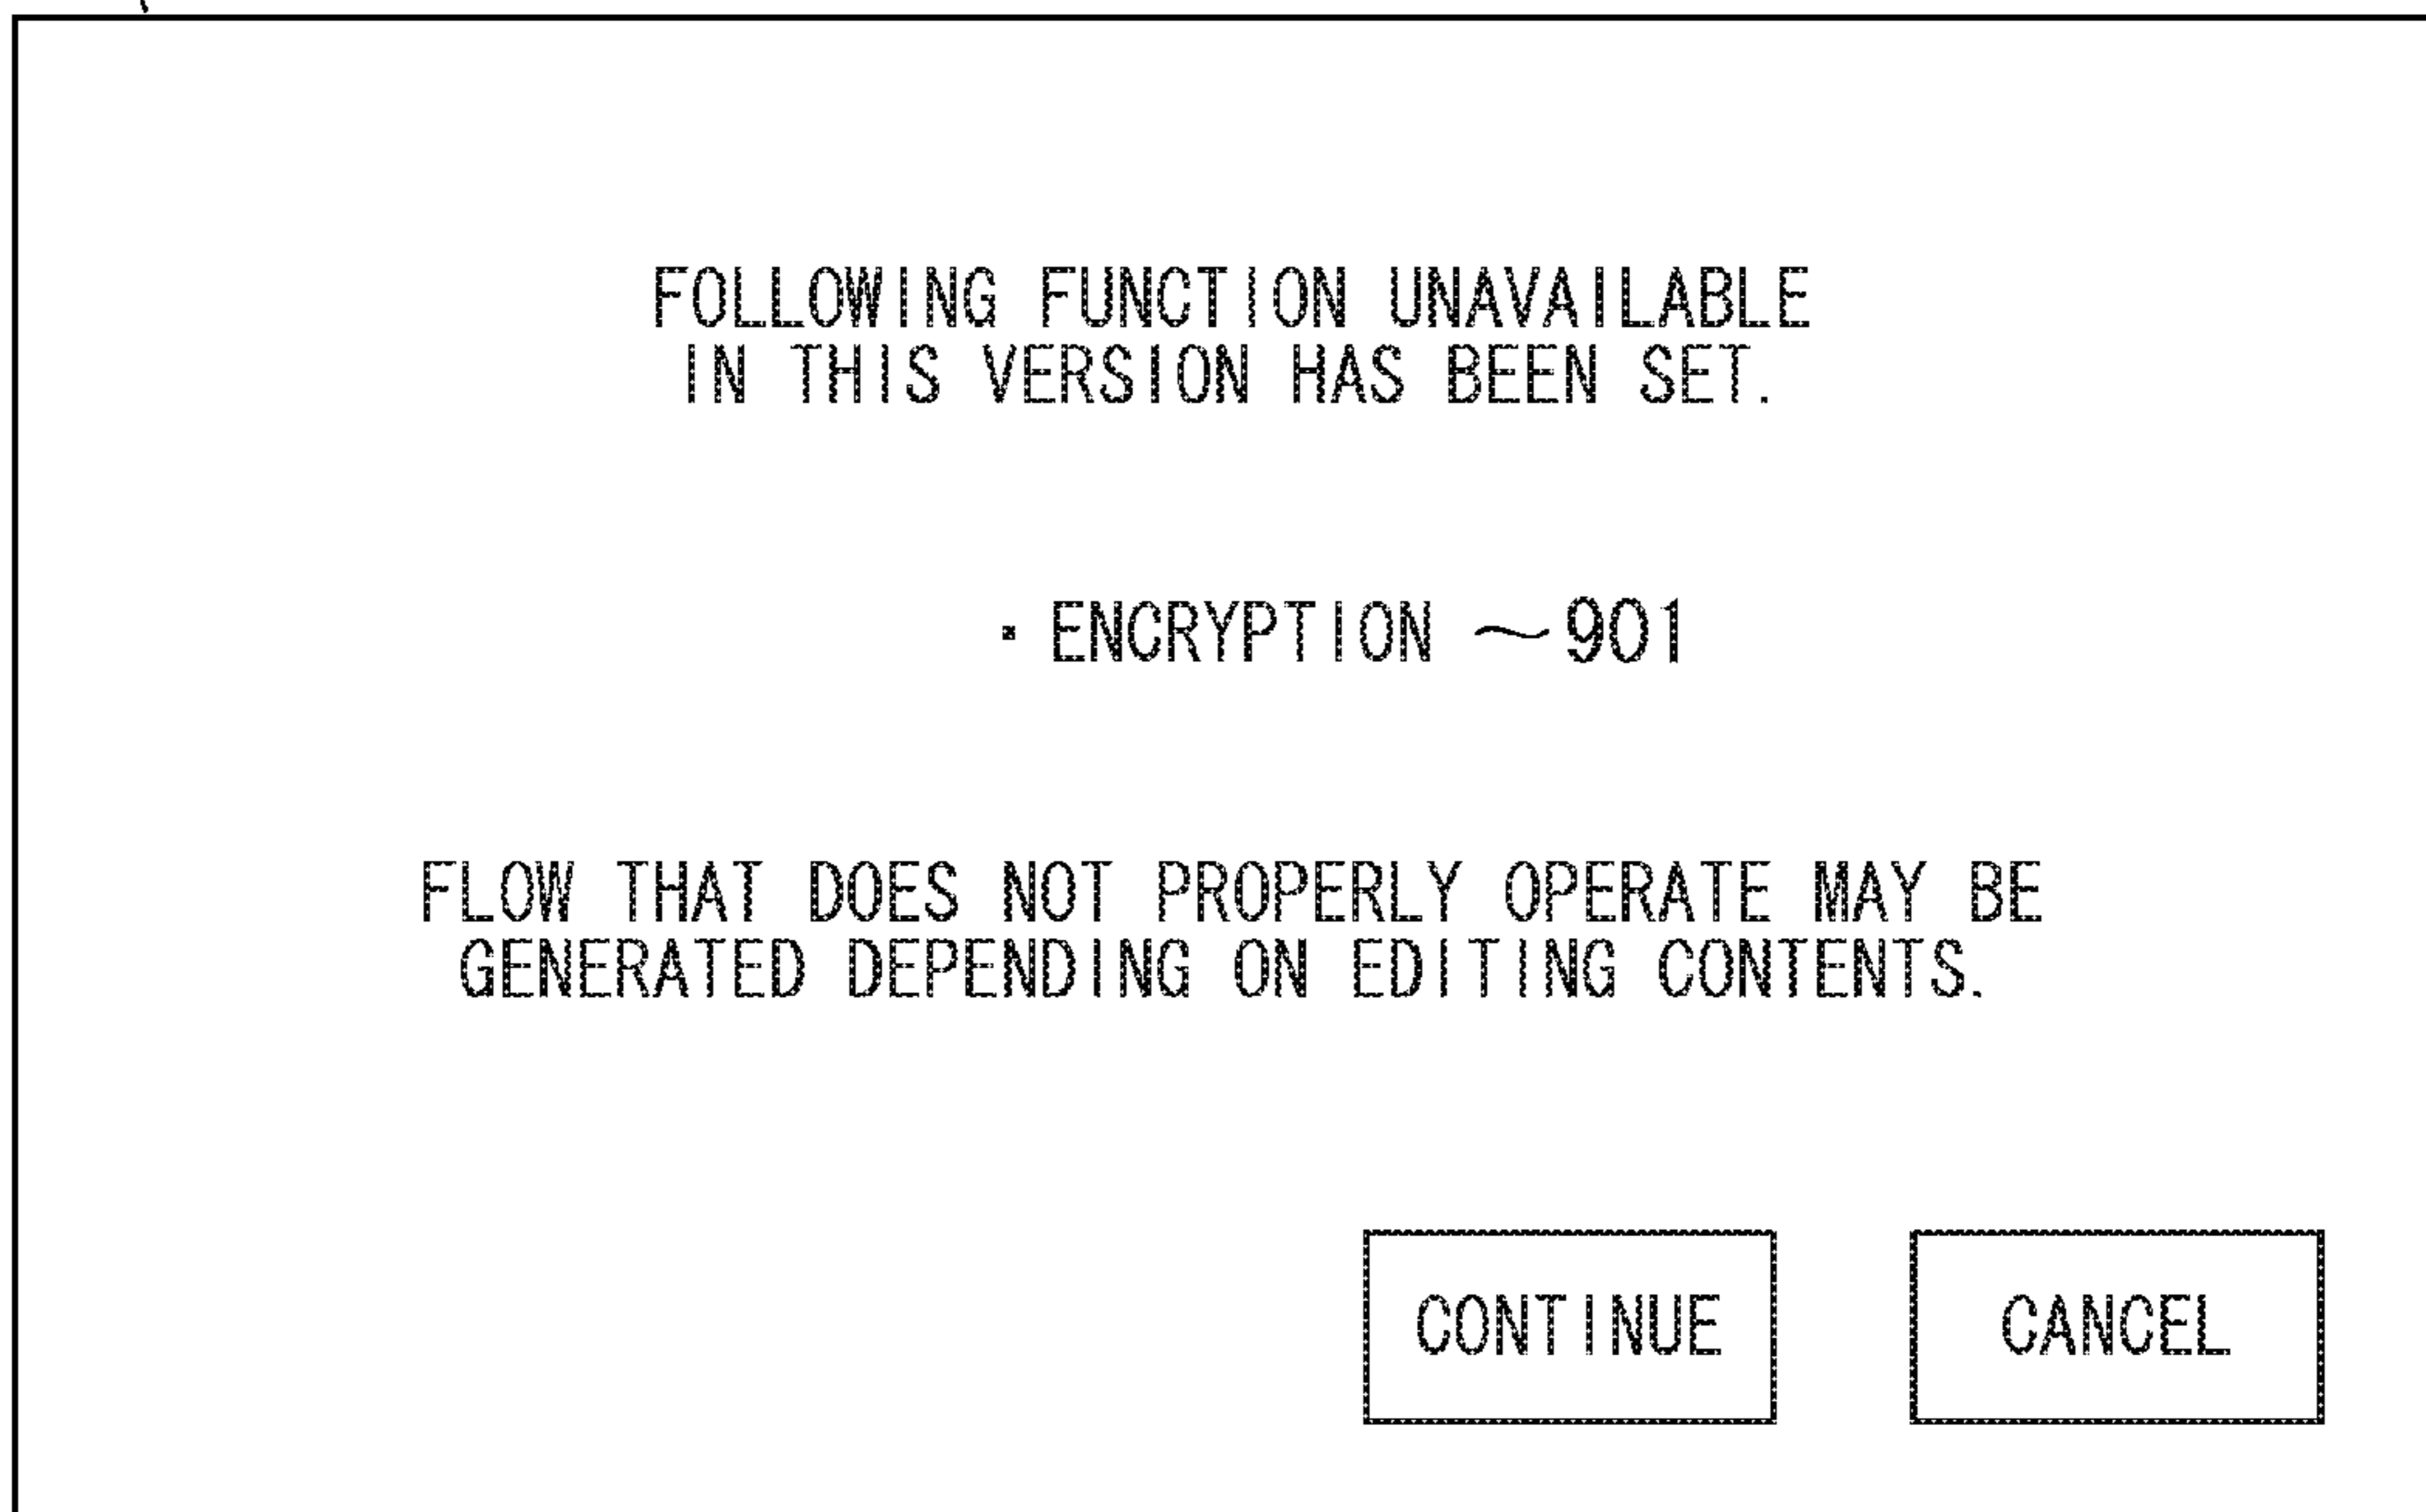 FOLLOWING FUNCTION UNAVAILABLE
IN THIS VERSION HAS BEEN SET.
・ENCRYPTION ~901
FLOW THAT DOES NOT PROPERLY OPERATE MAY BE
GENERATED DEPENDING ON EDITING CONTENTS.
CONTINUE CANCEL